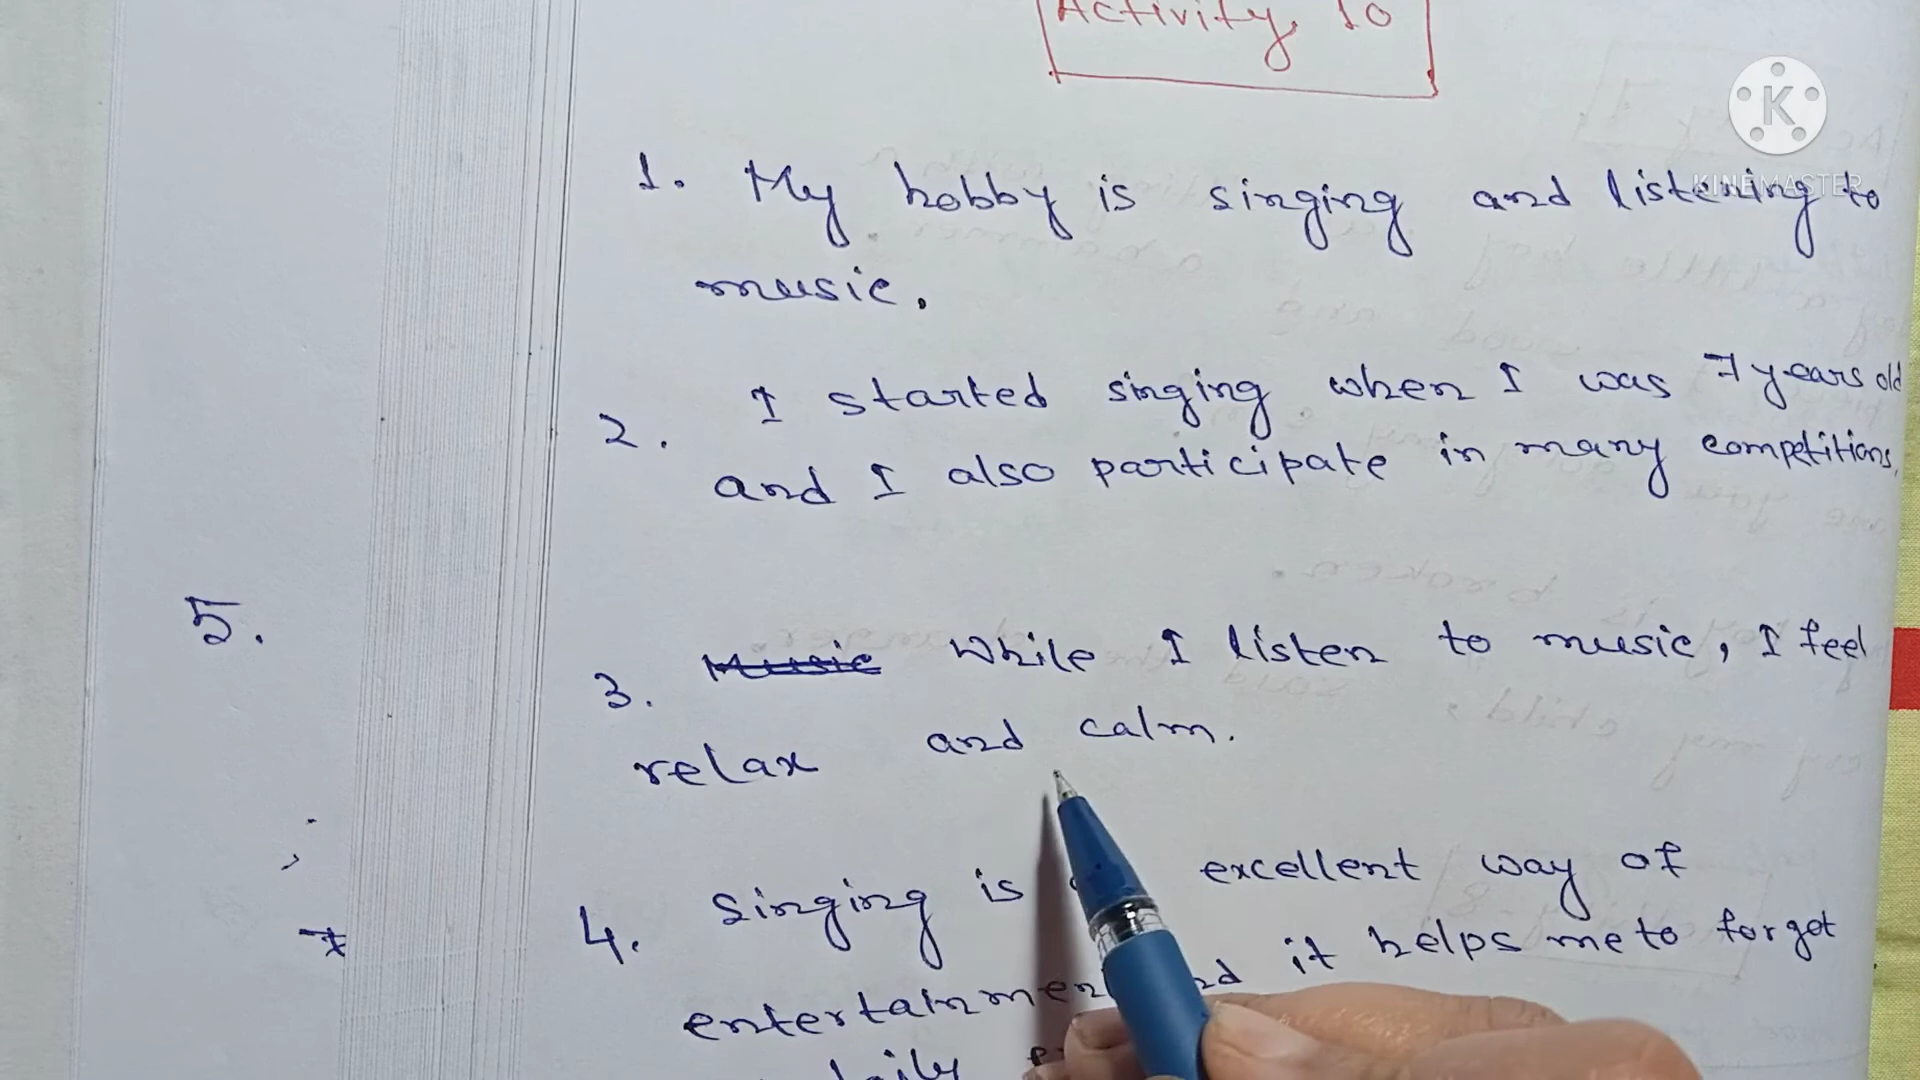 Activity 10
KINEMASTER
1. My hobby is singing and listening to
music.
2. I started singing when I was 7 years old
and I also participate in many competitions.
5.
3. Music While I listen to music, I feel
relax and calm.
4. Singing is excellent way of
entertainment and it helps me to forget
daily